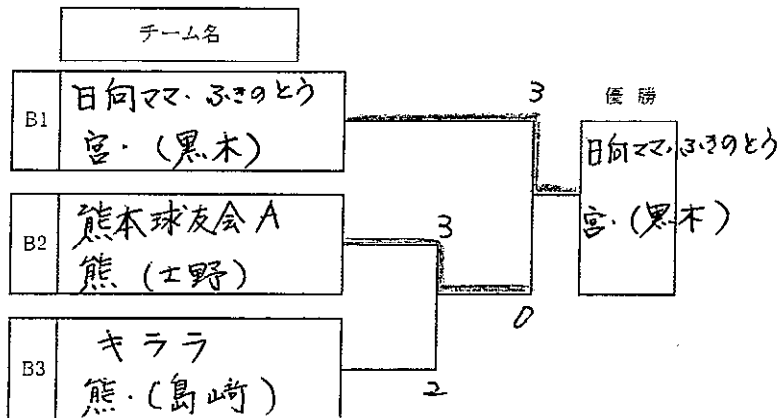 チーム名
B1
日向ママ・ふきのとう
宮・(黒木)
B2
熊本球友会A
熊(士野)
B3
キララ
熊・(島崎)
3
3
0
2
優勝
日向ママ・ふきのとう
宮・(黒木)